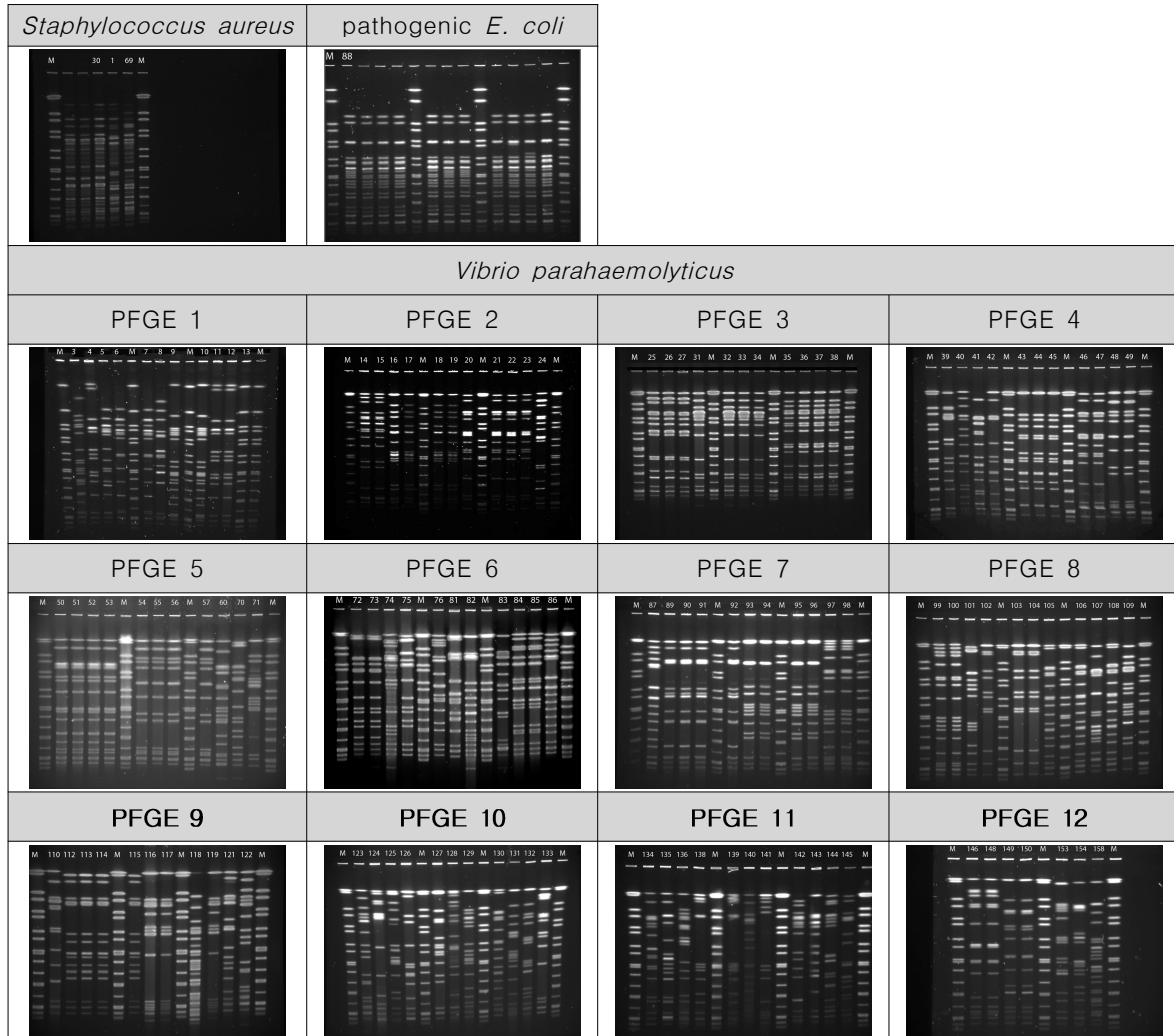 Staphylococcus aureus pathogenic E. coli
M 30 1 69 M
M 88
Vibrio parahaemolyticus
PFGE 1 PFGE 2 PFGE 3 PFGE 4
M 3 4 5 6 M 7 8 9 M 10 11 12 13 M
M 14 15 16 17 M 18 19 20 M 21 22 23 24 M
M 25 26 27 31 M 32 33 34 M 35 36 37 38 M
M 39 40 41 42 M 43 44 45 M 46 47 48 49 M
PFGE 5 PFGE 6 PFGE 7 PFGE 8
M 50 51 52 53 M 54 55 56 M 57 60 70 71 M
M 72 73 74 75 M 76 81 82 M 83 84 85 86 M
M 87 89 90 91 M 92 93 94 M 95 96 97 98 M
M 99 100 101 102 M 103 104 105 M 106 107 108 109 M
PFGE 9 PFGE 10 PFGE 11 PFGE 12
M 110 112 113 114 M 115 116 117 M 118 119 121 122 M
M 123 124 125 126 M 127 128 129 M 130 131 132 133 M
M 134 135 136 138 M 139 140 141 M 142 143 144 145 M
M 146 148 149 150 M 153 154 158 M